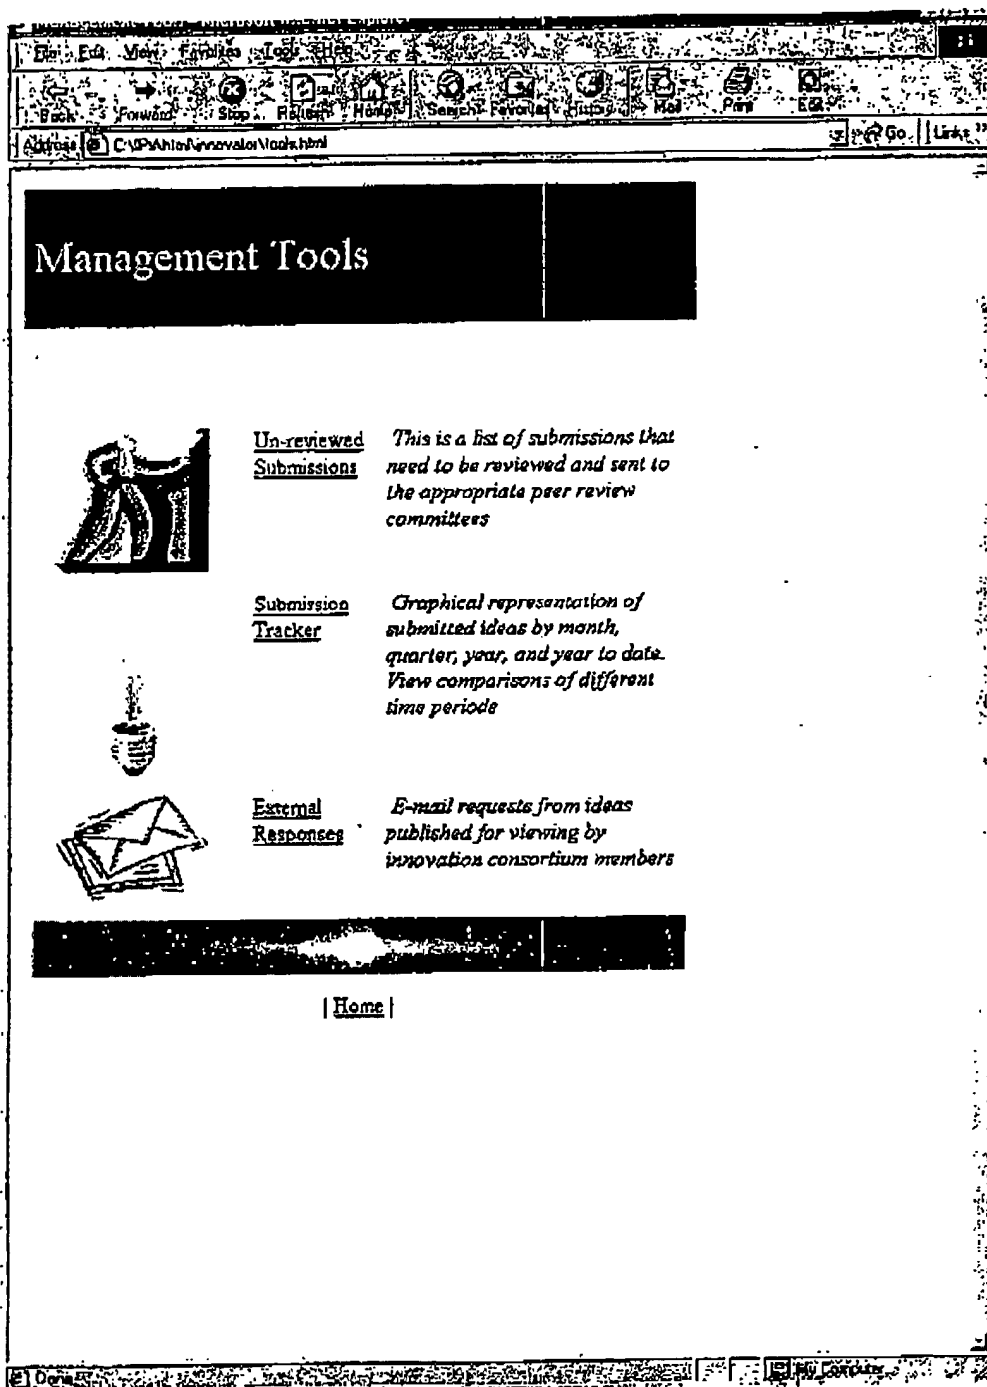 Management Tools - Microsoft Internet Explorer
File Edit View Favorites Tools Help
Back Forward Stop Refresh Home Search Favorites History Mail Print Edit
Address Go Links »
Management Tools
Un-reviewed Submissions
This is a list of submissions that
need to be reviewed and sent to
the appropriate peer review
committees
Submission Tracker
Graphical representation of
submitted ideas by month,
quarter, year, and year to date.
View comparisons of different
time periods
External Responses
E-mail requests from ideas
published for viewing by
innovation consortium members
| Home |
Done My Computer